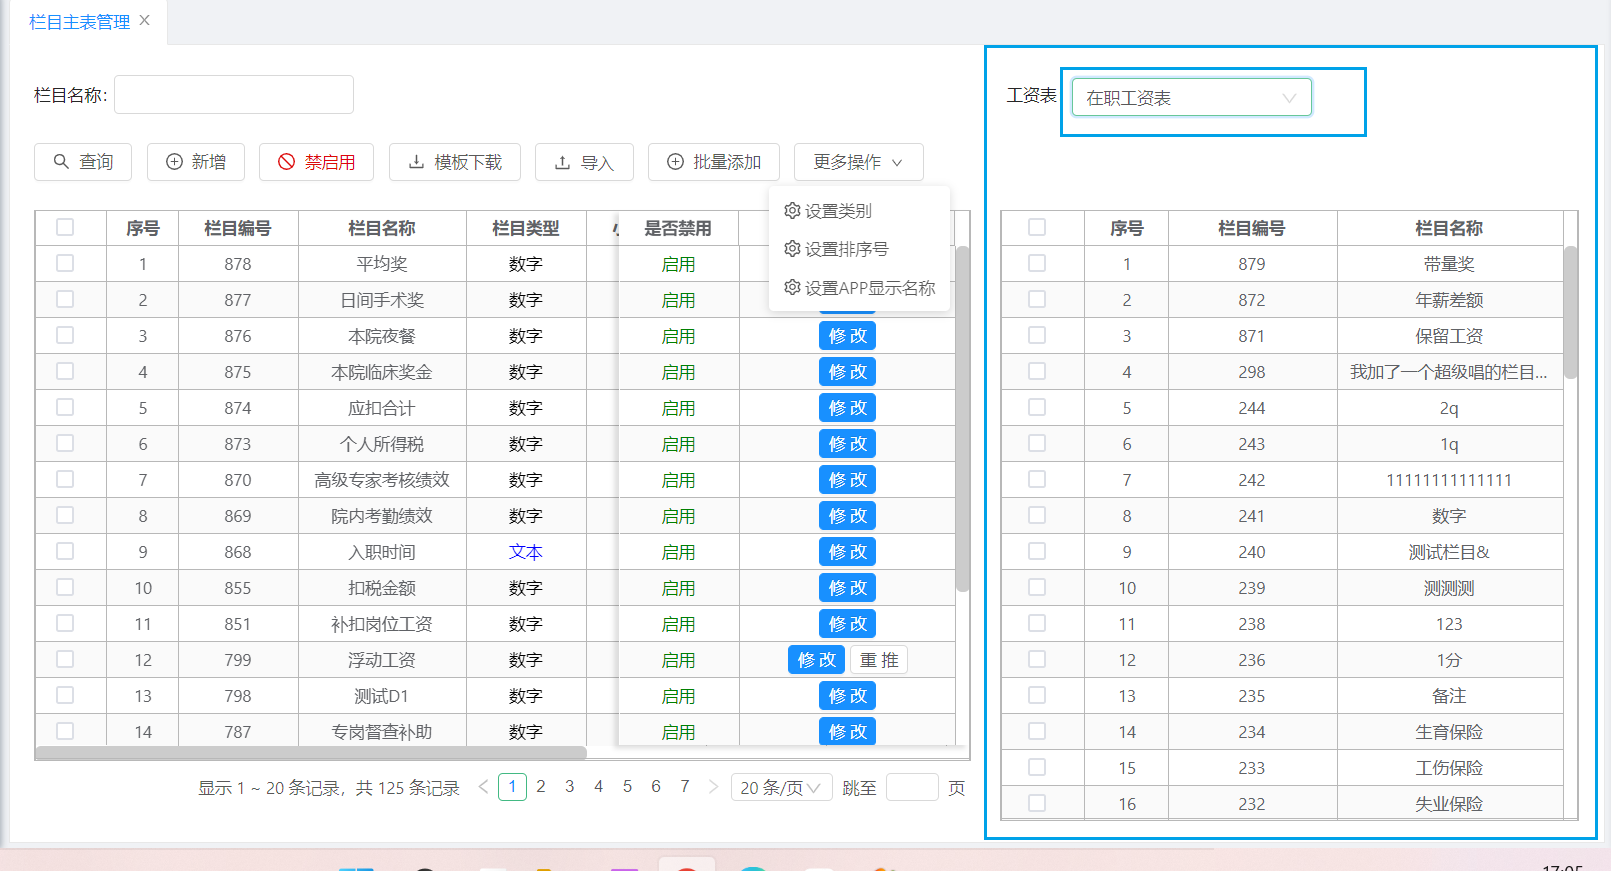 栏目主表管理
栏目名称:
工资表 在职工资表
查询 新增 禁启用 模板下载 导入 批量添加 更多操作
设置类别
设置排序号
设置APP显示名称
序号 栏目编号 栏目名称 栏目类型 是否禁用
1 878 平均奖 数字 启用
2 877 日间手术奖 数字 启用
3 876 本院夜餐 数字 启用 修改
4 875 本院临床奖金 数字 启用 修改
5 874 应扣合计 数字 启用 修改
6 873 个人所得税 数字 启用 修改
7 870 高级专家考核绩效 数字 启用 修改
8 869 院内考勤绩效 数字 启用 修改
9 868 入职时间 文本 启用 修改
10 855 扣税金额 数字 启用 修改
11 851 补扣岗位工资 数字 启用 修改
12 799 浮动工资 数字 启用 修改 重推
13 798 测试D1 数字 启用 修改
14 787 专岗督查补助 数字 启用 修改
显示 1 ~ 20 条记录，共 125 条记录 1 2 3 4 5 6 7 20 条/页 跳至 页
序号 栏目编号 栏目名称
1 879 带量奖
2 872 年薪差额
3 871 保留工资
4 298 我加了一个超级唱的栏目...
5 244 2q
6 243 1q
7 242 11111111111111
8 241 数字
9 240 测试栏目&
10 239 测测测
11 238 123
12 236 1分
13 235 备注
14 234 生育保险
15 233 工伤保险
16 232 失业保险